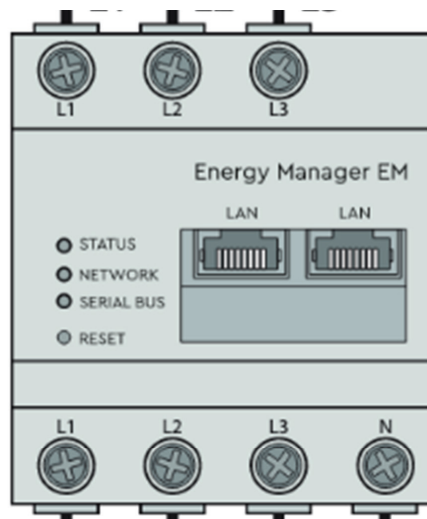 L1 L2 L3
Energy Manager EM
LAN LAN
STATUS
NETWORK
SERIAL BUS
RESET
L1 L2 L3 N